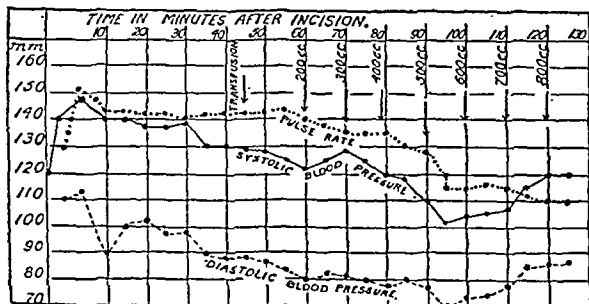 TIME IN MINUTES AFTER INCISION.
mm 10 20 30 40 50 60 70 80 90 100 110 120 130
160
150
140
130
120
110
100
90
80
70
TRANSFUSION
200cc
300cc
400cc
500cc
600cc
700cc
800cc
PULSE RATE
SYSTOLIC BLOOD PRESSURE.
DIASTOLIC BLOOD PRESSURE.